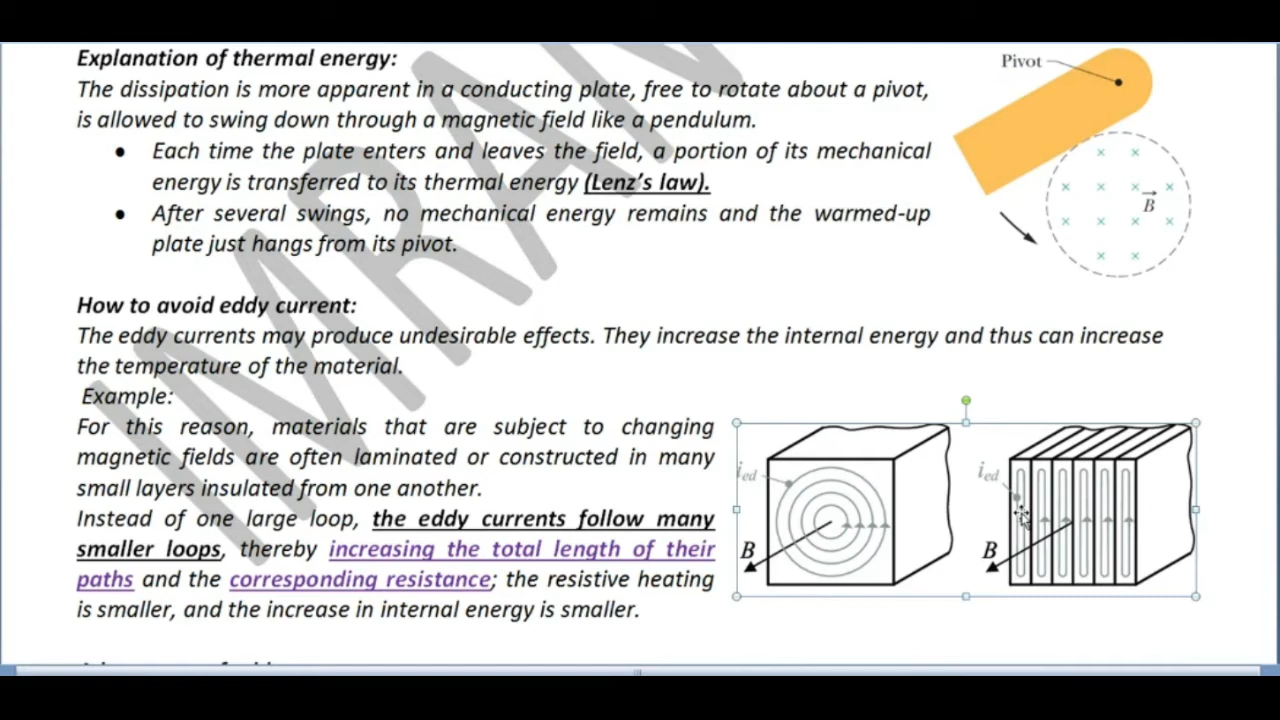 Explanation of thermal energy:
The dissipation is more apparent in a conducting plate, free to rotate about a pivot,
is allowed to swing down through a magnetic field like a pendulum.
• Each time the plate enters and leaves the field, a portion of its mechanical
energy is transferred to its thermal energy (Lenz’s law).
• After several swings, no mechanical energy remains and the warmed-up
plate just hangs from its pivot.
Pivot
B
How to avoid eddy current:
The eddy currents may produce undesirable effects. They increase the internal energy and thus can increase
the temperature of the material.
Example:
For this reason, materials that are subject to changing
magnetic fields are often laminated or constructed in many
small layers insulated from one another.
Instead of one large loop, the eddy currents follow many
smaller loops, thereby increasing the total length of their
paths and the corresponding resistance; the resistive heating
is smaller, and the increase in internal energy is smaller.
i_ed
B
i_ed
B
IMRAN